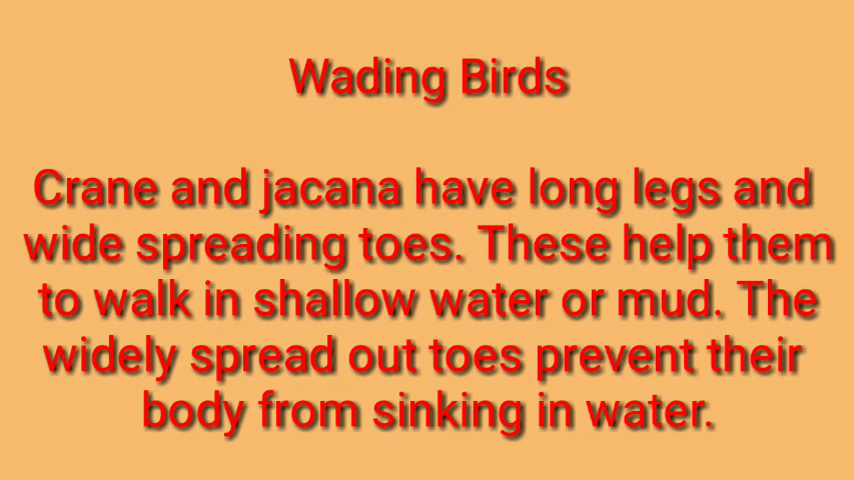 Wading Birds
Crane and jacana have long legs and
wide spreading toes. These help them
to walk in shallow water or mud. The
widely spread out toes prevent their
body from sinking in water.